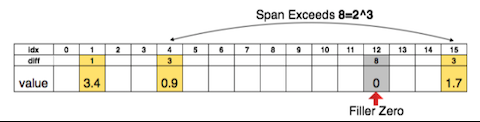 Span Exceeds 8=2^3
idx 0 1 2 3 4 5 6 7 8 9 10 11 12 13 14 15
diff 1 3 8 3
value 3.4 0.9 0 1.7
Filler Zero